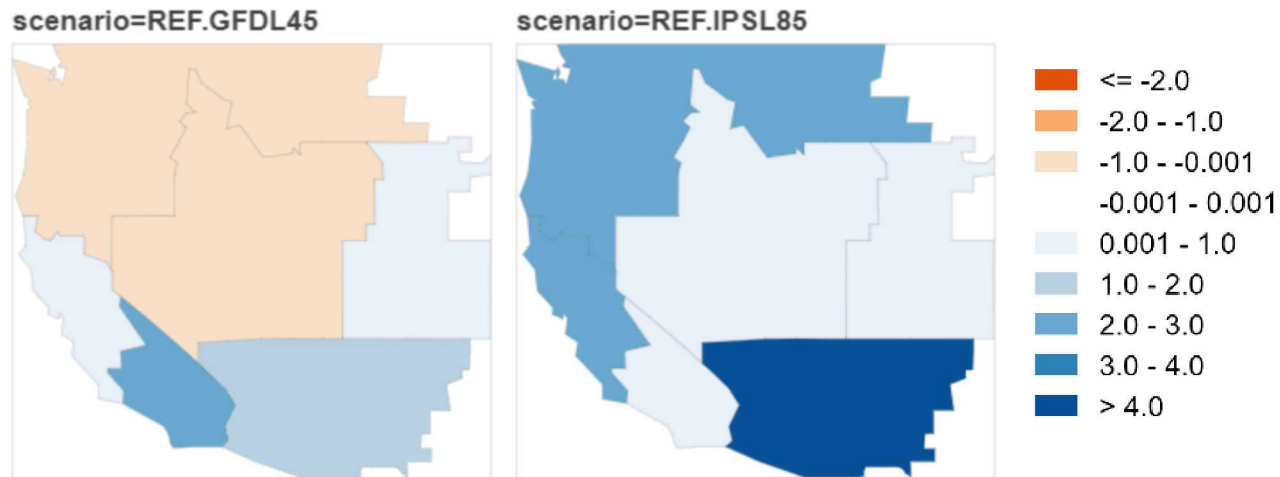 scenario=REF.GFDL45
scenario=REF.IPSL85
<= -2.0
-2.0 - -1.0
-1.0 - -0.001
-0.001 - 0.001
0.001 - 1.0
1.0 - 2.0
2.0 - 3.0
3.0 - 4.0
> 4.0